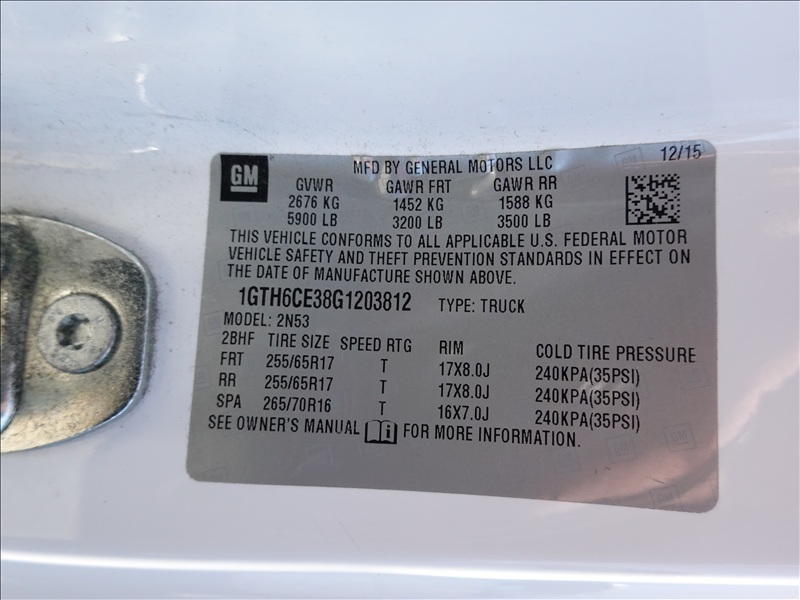 GM
MFD BY GENERAL MOTORS LLC 12/15
GVWR GAWR FRT GAWR RR
2676 KG 1452 KG 1588 KG
5900 LB 3200 LB 3500 LB
THIS VEHICLE CONFORMS TO ALL APPLICABLE U.S. FEDERAL MOTOR
VEHICLE SAFETY AND THEFT PREVENTION STANDARDS IN EFFECT ON
THE DATE OF MANUFACTURE SHOWN ABOVE.
1GTH6CE38G1203812 TYPE: TRUCK
MODEL: 2N53
2BHF TIRE SIZE SPEED RTG RIM COLD TIRE PRESSURE
FRT 255/65R17 T 17X8.0J 240KPA(35PSI)
RR 255/65R17 T 17X8.0J 240KPA(35PSI)
SPA 265/70R16 T 16X7.0J 240KPA(35PSI)
SEE OWNER'S MANUAL FOR MORE INFORMATION.